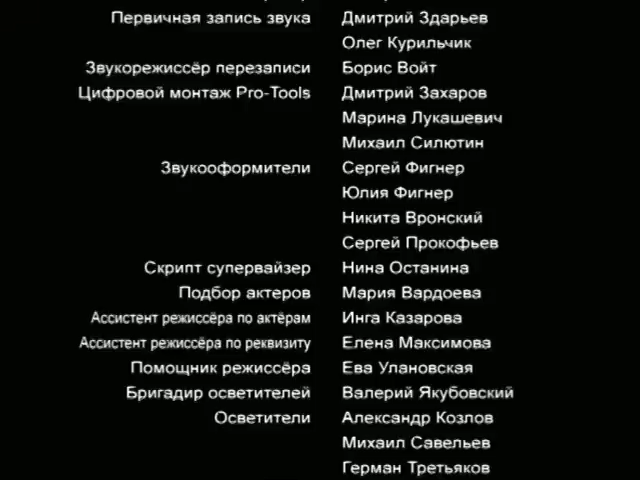 Первичная запись звука Дмитрий Здарьев
Олег Курильчик
Звукорежиссёр перезаписи Борис Войт
Цифровой монтаж Pro-Tools Дмитрий Захаров
Марина Лукашевич
Михаил Силютин
Звукооформители Сергей Фигнер
Юлия Фигнер
Никита Вронский
Сергей Прокофьев
Скрипт супервайзер Нина Останина
Подбор актеров Мария Вардоева
Ассистент режиссёра по актёрам Инга Казарова
Ассистент режиссёра по реквизиту Елена Максимова
Помощник режиссёра Ева Улановская
Бригадир осветителей Валерий Якубовский
Осветители Александр Козлов
Михаил Савельев
Герман Третьяков